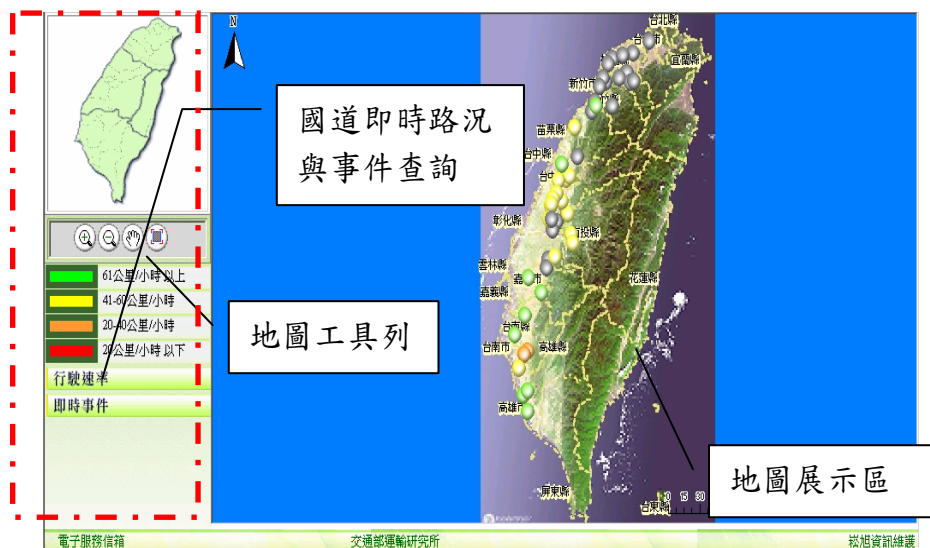 N
台北縣
宜蘭縣
新竹市
苗栗縣
台中縣
彰化縣
南投縣
雲林縣
嘉義縣
花蓮縣
台南縣
台南市
高雄縣
高雄市
屏東縣
台東縣
國道即時路況
與事件查詢
61公里/小時 以上
41-60公里/小時
20-40公里/小時
20公里/小時 以下
地圖工具列
行駛速率
即時事件
地圖展示區
電子服務信箱
交通部運輸研究所
崧旭資訊維護